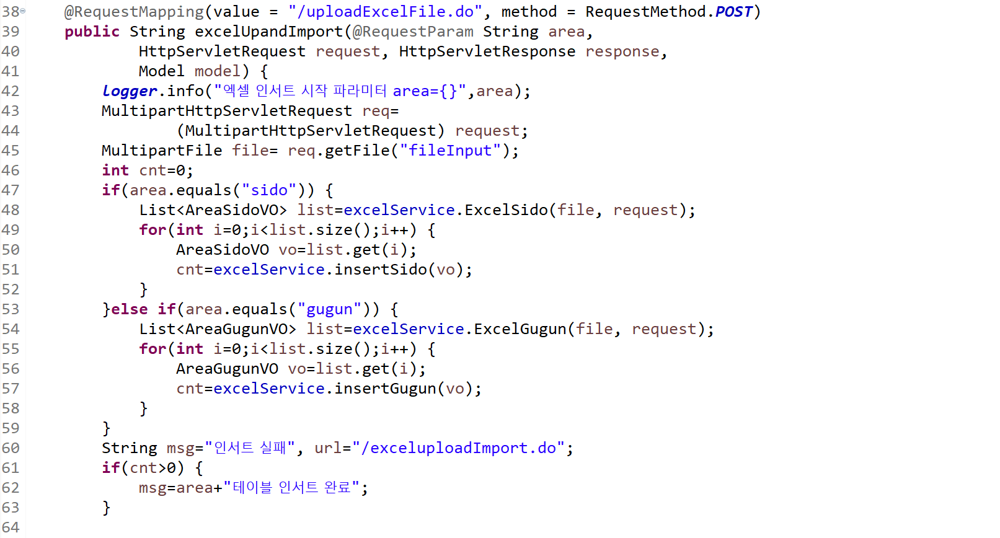 38 @RequestMapping(value = "/uploadExcelFile.do", method = RequestMethod.POST)
39 public String excelUpandImport(@RequestParam String area,
40 HttpServletRequest request, HttpServletResponse response,
41 Model model) {
42 logger.info("엑셀 인서트 시작 파라미터 area={}",area);
43 MultipartHttpServletRequest req=
44 (MultipartHttpServletRequest) request;
45 MultipartFile file= req.getFile("fileInput");
46 int cnt=0;
47 if(area.equals("sido")) {
48 List<AreaSidoVO> list=excelService.ExcelSido(file, request);
49 for(int i=0;i<list.size();i++) {
50 AreaSidoVO vo=list.get(i);
51 cnt=excelService.insertSido(vo);
52 }
53 }else if(area.equals("gugun")) {
54 List<AreaGugunVO> list=excelService.ExcelGugun(file, request);
55 for(int i=0;i<list.size();i++) {
56 AreaGugunVO vo=list.get(i);
57 cnt=excelService.insertGugun(vo);
58 }
59 }
60 String msg="인서트 실패", url="/exceluploadImport.do";
61 if(cnt>0) {
62 msg=area+"테이블 인서트 완료";
63 }
64